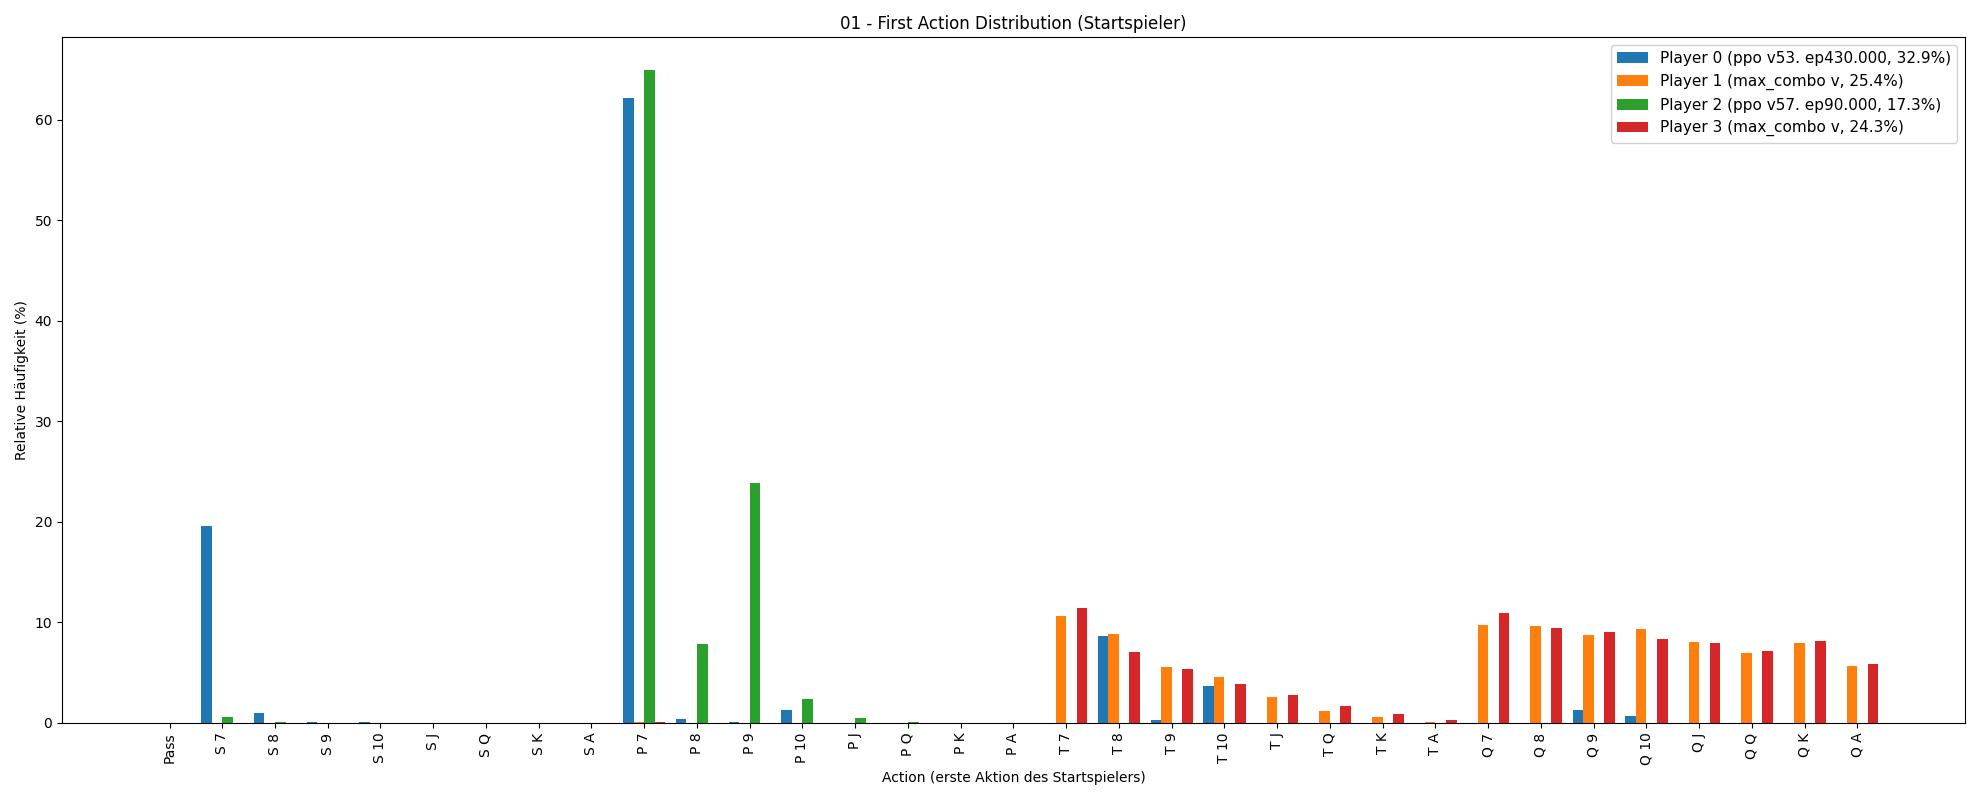 01 - First Action Distribution (Startspieler)
Player 0 (ppo v53. ep430.000, 32.9%)
Player 1 (max_combo v, 25.4%)
Player 2 (ppo v57. ep90.000, 17.3%)
Player 3 (max_combo v, 24.3%)
Relative Häufigkeit (%)
60
50
40
30
20
10
0
Pass
S 7
S 8
S 9
S 10
S J
S Q
S K
S A
P 7
P 8
P 9
P 10
P J
P Q
P K
P A
T 7
T 8
T 9
T 10
T J
T Q
T K
T A
Q 7
Q 8
Q 9
Q 10
Q J
Q Q
Q K
Q A
Action (erste Aktion des Startspielers)